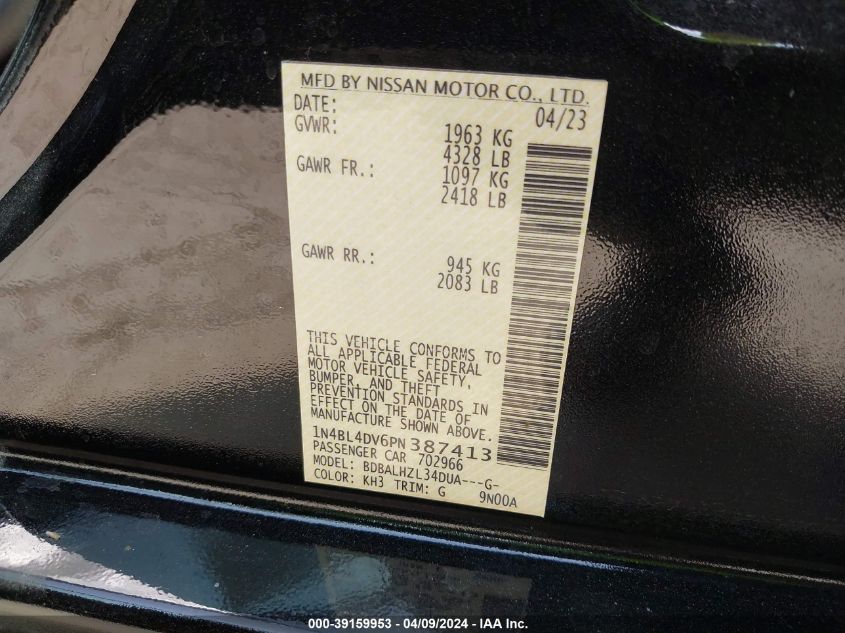 MFD BY NISSAN MOTOR CO., LTD.
DATE: 04/23
GVWR: 1963 KG
4328 LB
GAWR FR.: 1097 KG
2418 LB
GAWR RR.: 945 KG
2083 LB
THIS VEHICLE CONFORMS TO
ALL APPLICABLE FEDERAL
MOTOR VEHICLE SAFETY,
BUMPER, AND THEFT
PREVENTION STANDARDS IN
EFFECT ON THE DATE OF
MANUFACTURE SHOWN ABOVE.
1N4BL4DV6PN387413
PASSENGER CAR 702966
MODEL: BDBALHZL34DUA---G-
COLOR: KH3 TRIM: G 9N00A
000-39159953 - 04/09/2024 - IAA Inc.